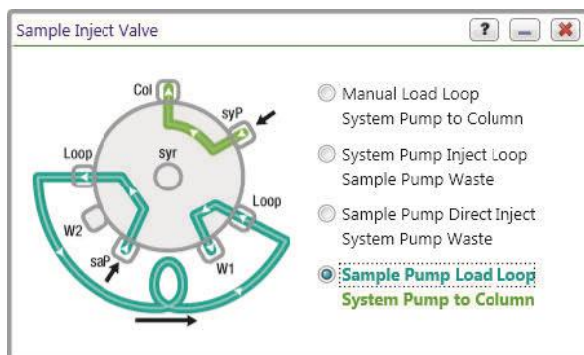 Sample Inject Valve
?
Col
syP
Loop
syr
Loop
W2
saP
W1
Manual Load Loop
System Pump to Column
System Pump Inject Loop
Sample Pump Waste
Sample Pump Direct Inject
System Pump Waste
Sample Pump Load Loop
System Pump to Column